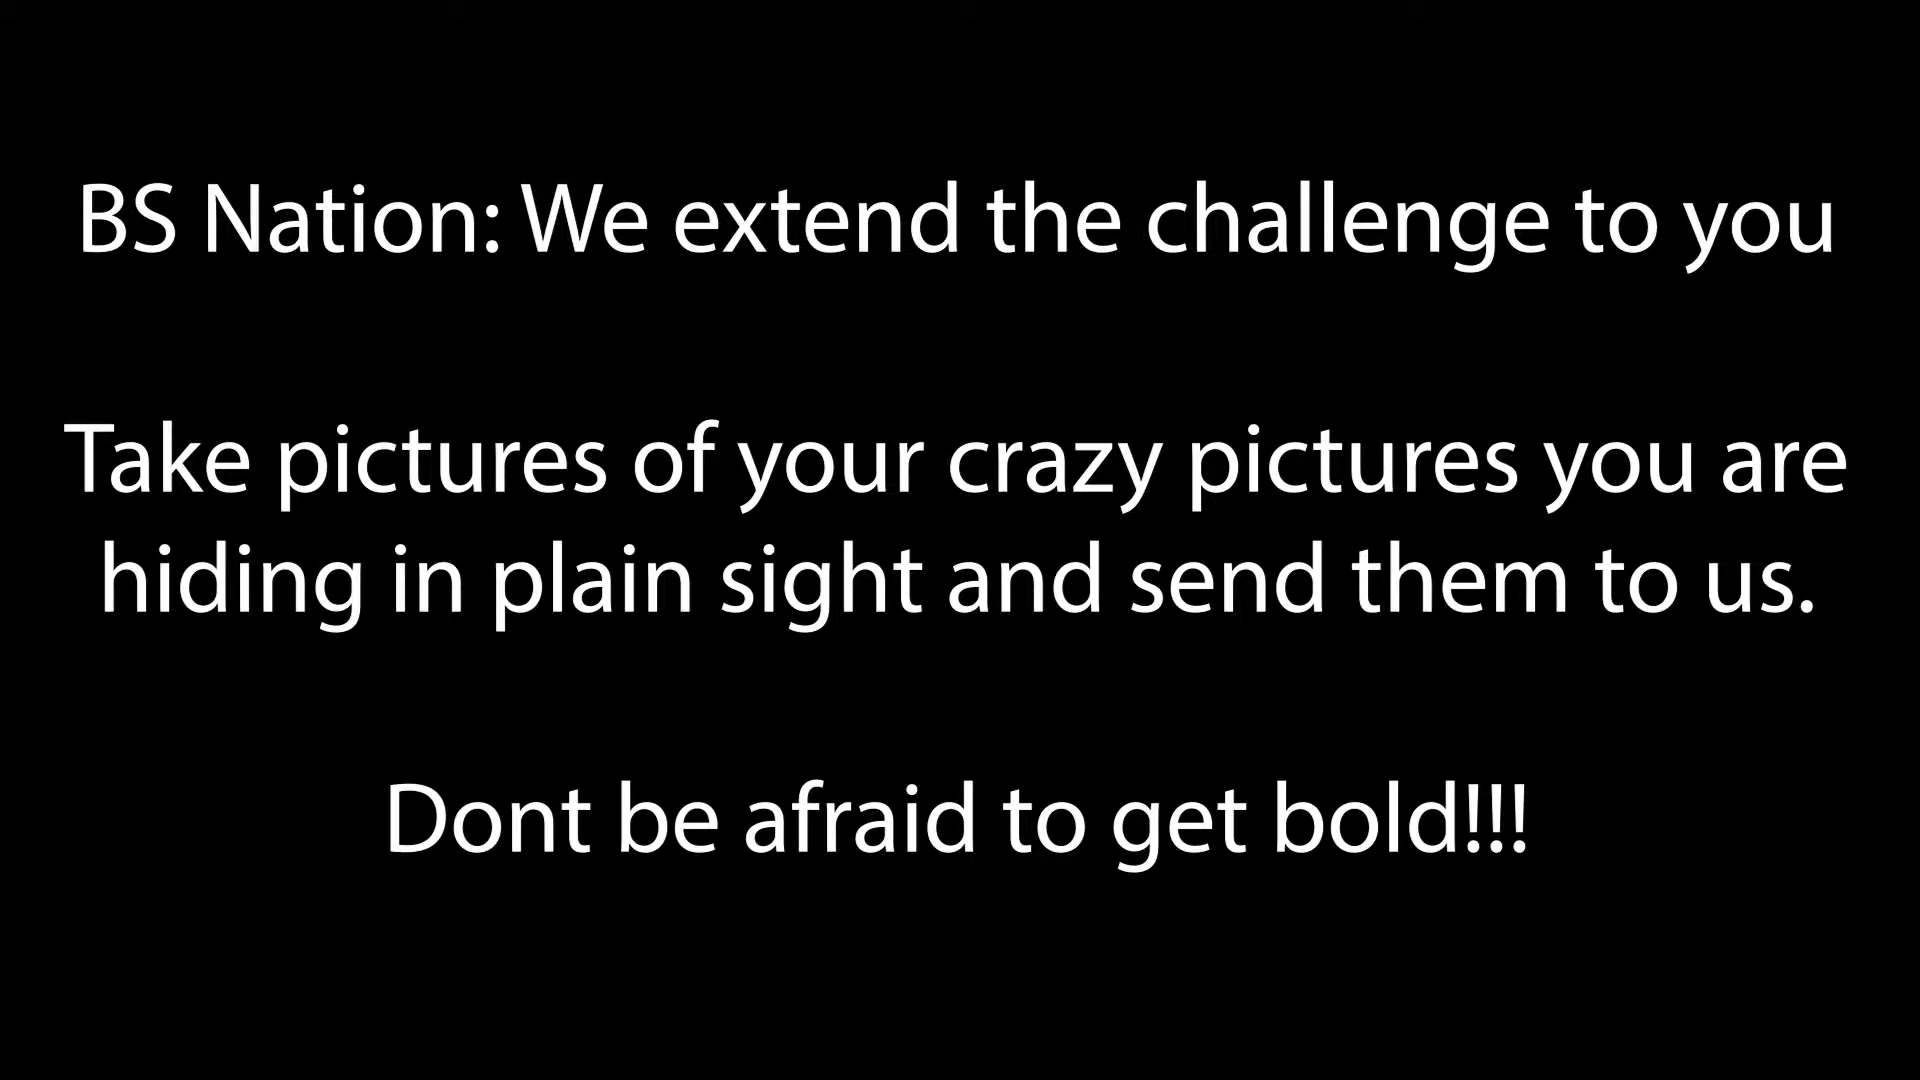 BS Nation: We extend the challenge to you
Take pictures of your crazy pictures you are
hiding in plain sight and send them to us.
Dont be afraid to get bold!!!